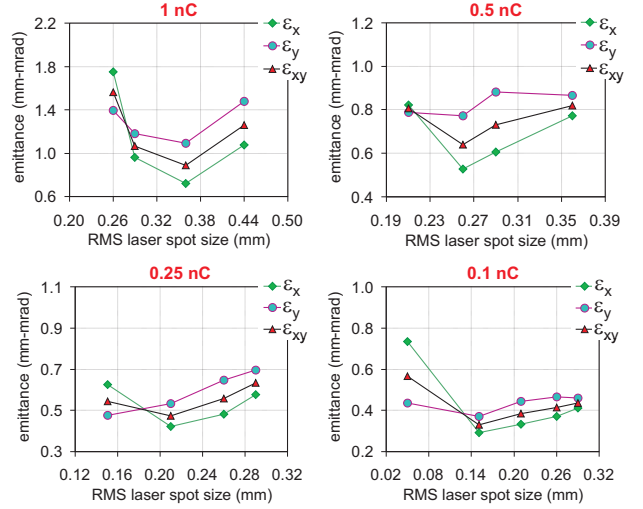 1 nC
εx
εy
εxy
emittance (mm-mrad)
2.2
1.8
1.4
1.0
0.6
0.20 0.26 0.32 0.38 0.44 0.50
RMS laser spot size (mm)
0.5 nC
εx
εy
εxy
emittance (mm-mrad)
1.2
1.0
0.8
0.6
0.4
0.19 0.23 0.27 0.31 0.35 0.39
RMS laser spot size (mm)
0.25 nC
εx
εy
εxy
emittance (mm-mrad)
1.1
0.9
0.7
0.5
0.3
0.12 0.16 0.20 0.24 0.28 0.32
RMS laser spot size (mm)
0.1 nC
εx
εy
εxy
emittance (mm-mrad)
1.0
0.8
0.6
0.4
0.2
0.02 0.08 0.14 0.20 0.26 0.32
RMS laser spot size (mm)